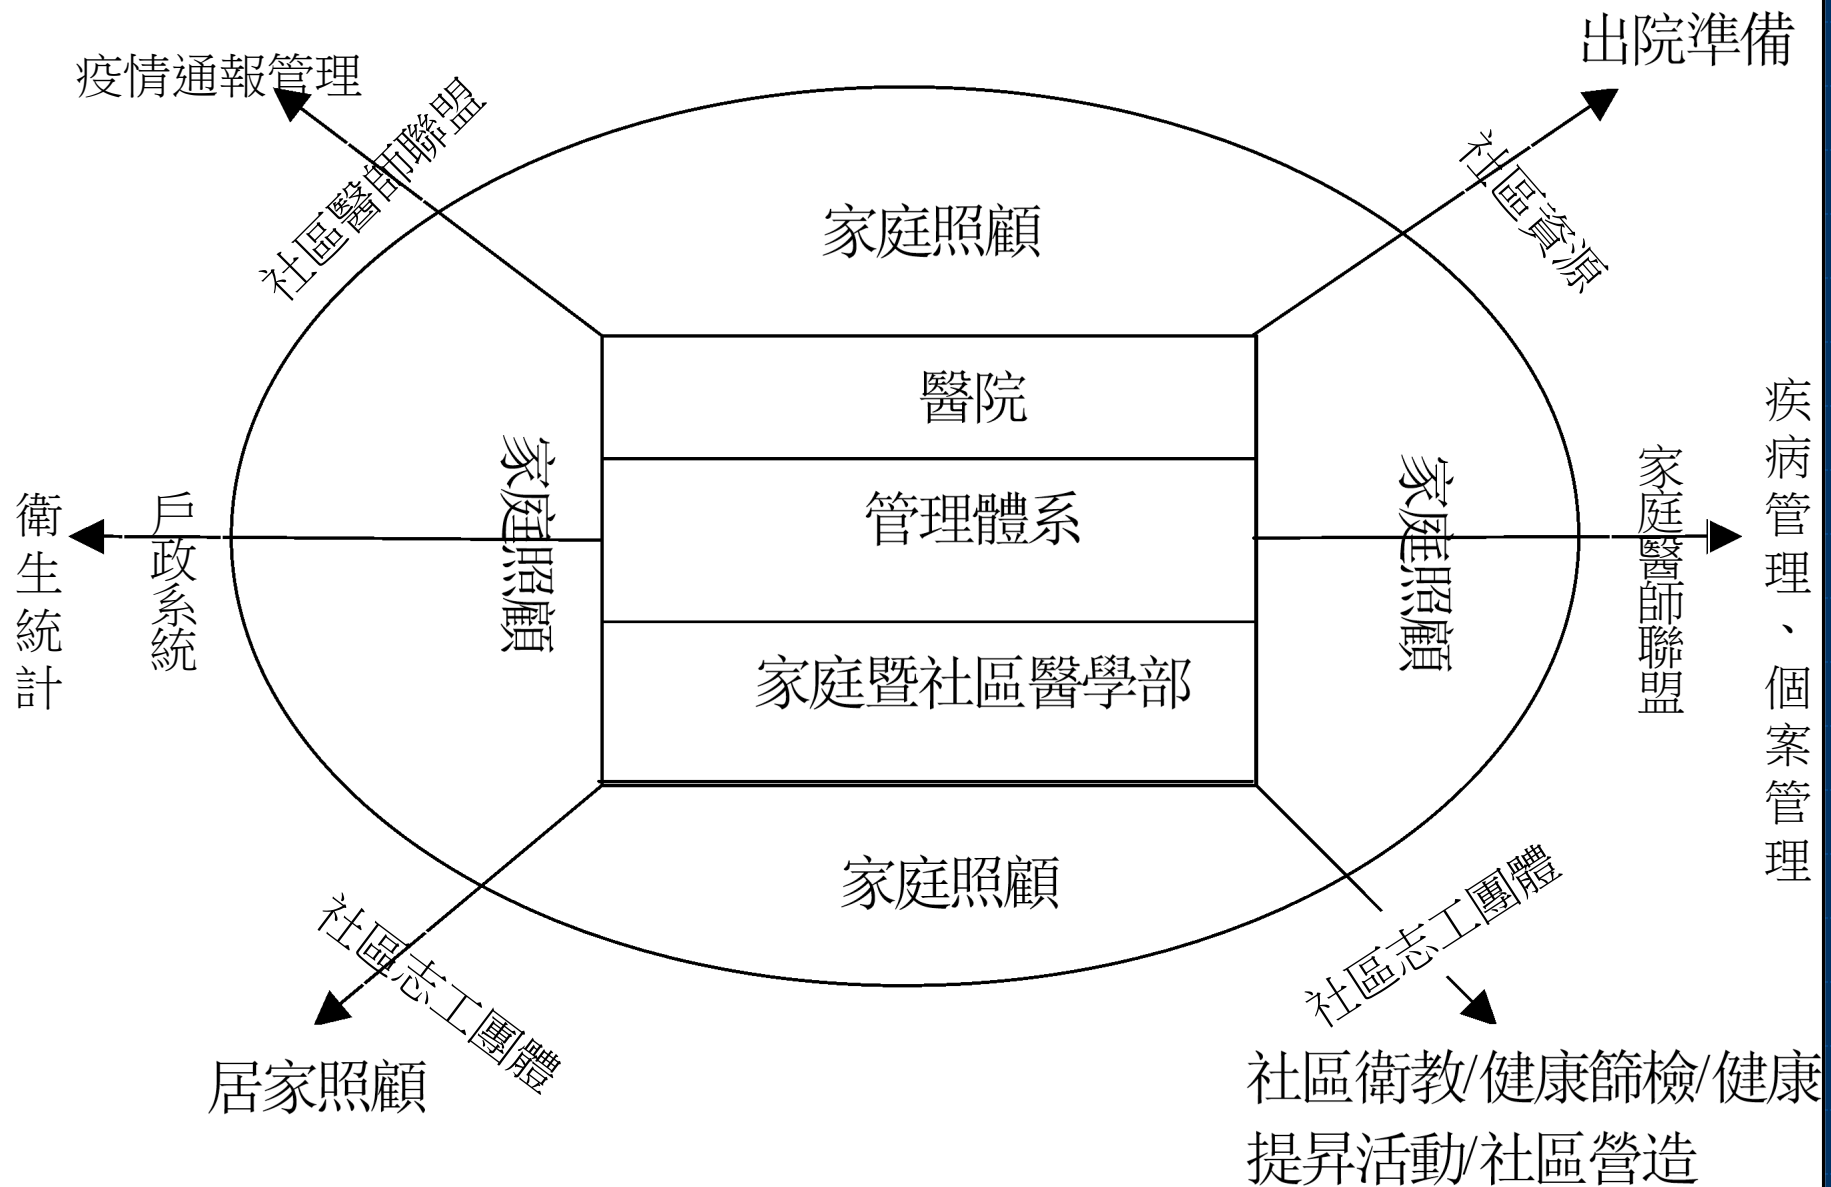 出院準備
疫情通報管理
社區醫師聯盟
社區資源
家庭照顧
醫院
管理體系
家庭暨社區醫學部
家庭照顧
家庭照顧
家庭照顧
衛生統計
戶政系統
家庭醫師聯盟
疾病管理、個案管理
社區志工團體
社區志工團體
居家照顧
社區衛教/健康篩檢/健康
提昇活動/社區營造